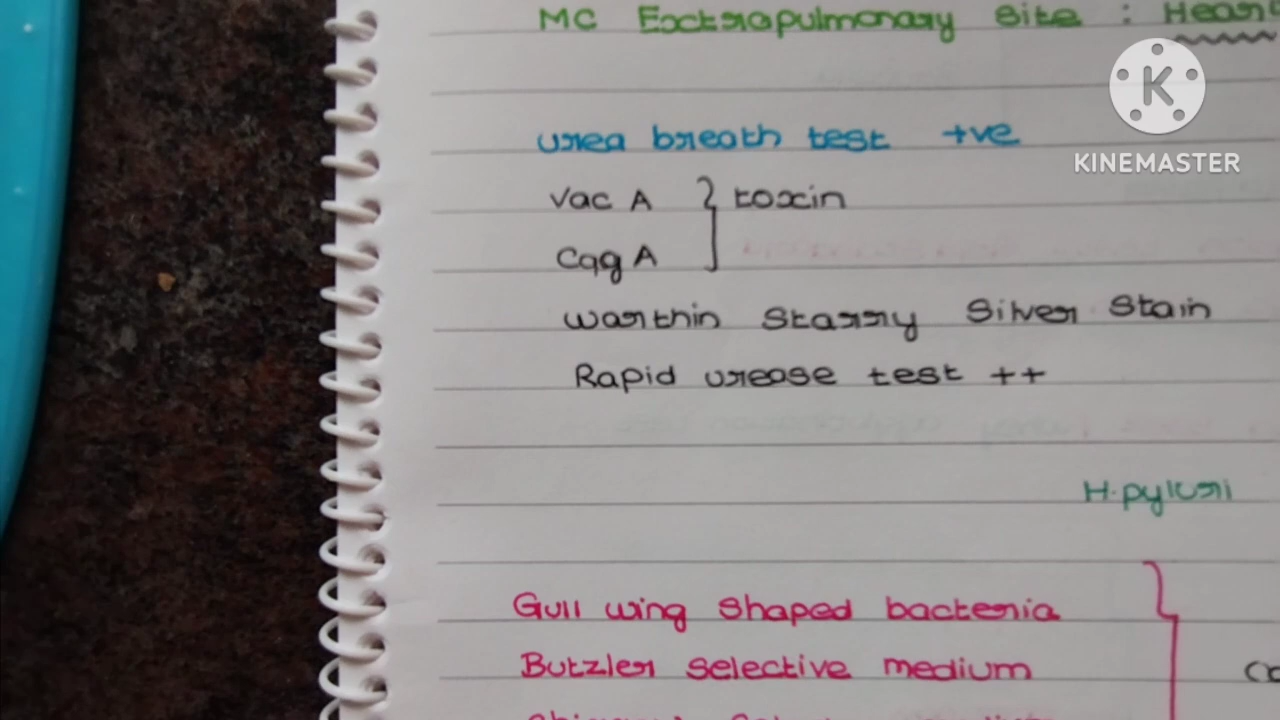 MC Extrapulmonary site : Heart
KINEMASTER
urea breath test +ve
Vac A } toxin
Cag A
Warthin Starry Silver Stain
Rapid urease test ++
H.pylori
Gull wing shaped bacteria
Butzler selective medium